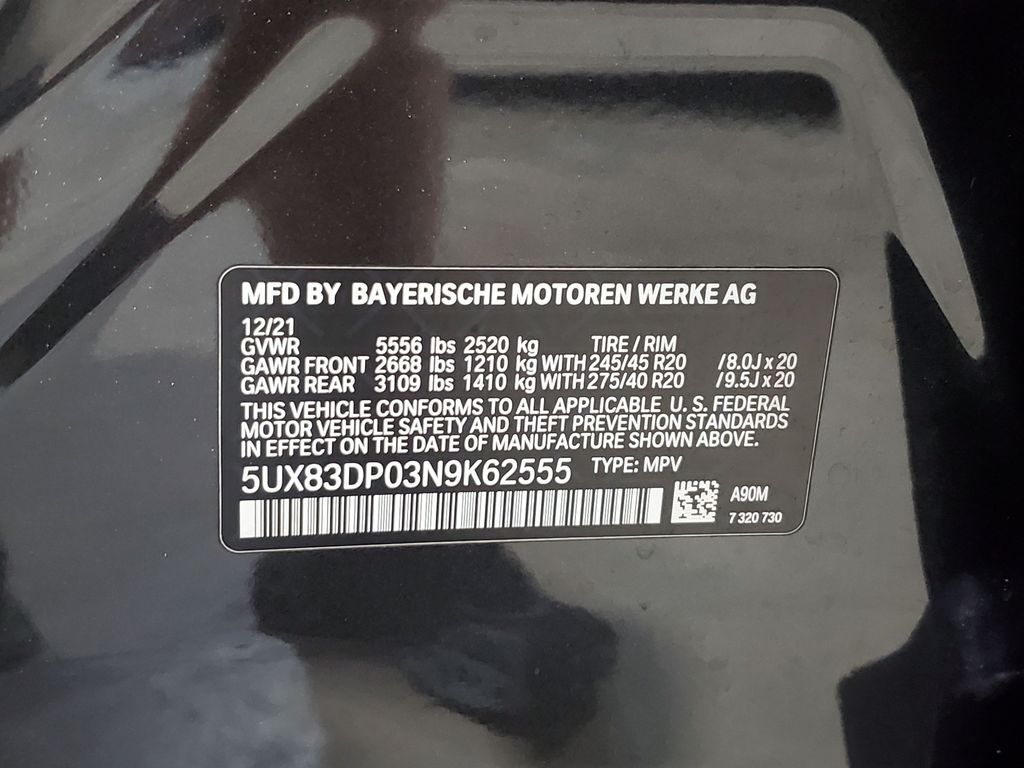 MFD BY BAYERISCHE MOTOREN WERKE AG
12/21
GVWR 5556 lbs 2520 kg TIRE / RIM
GAWR FRONT 2668 lbs 1210 kg WITH 245/45 R20 /8.0J x 20
GAWR REAR 3109 lbs 1410 kg WITH 275/40 R20 /9.5J x 20
THIS VEHICLE CONFORMS TO ALL APPLICABLE U. S. FEDERAL
MOTOR VEHICLE SAFETY AND THEFT PREVENTION STANDARDS
IN EFFECT ON THE DATE OF MANUFACTURE SHOWN ABOVE.
5UX83DP03N9K62555 TYPE: MPV
A90M
7 320 730